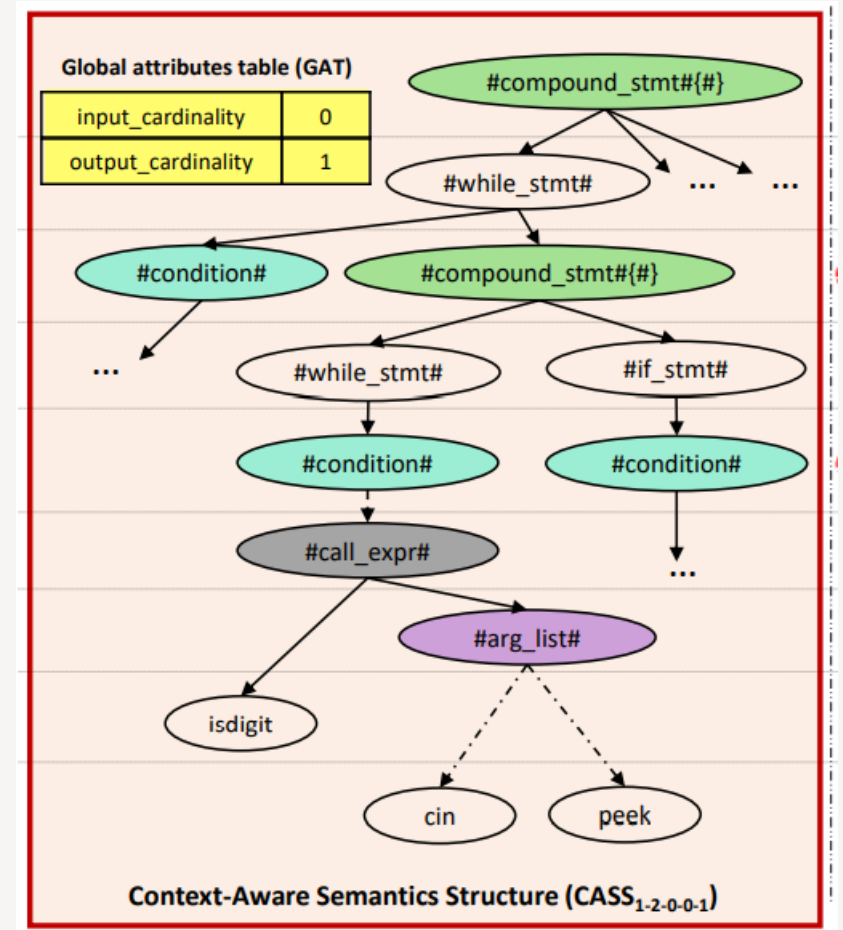 Global attributes table (GAT)
input_cardinality 0
output_cardinality 1
#compound_stmt#{#}
#while_stmt#
...
...
#condition#
#compound_stmt#{#}
...
#while_stmt#
#if_stmt#
#condition#
#condition#
#call_expr#
...
#arg_list#
isdigit
cin
peek
Context-Aware Semantics Structure (CASS1-2-0-0-1)